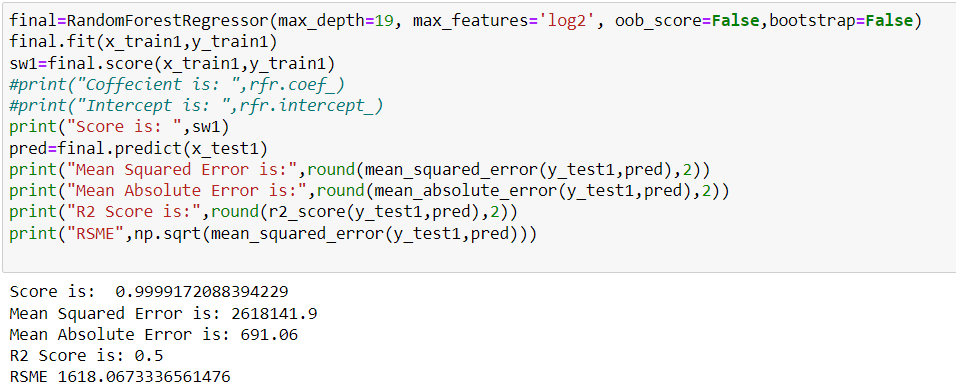 final=RandomForestRegressor(max_depth=19, max_features='log2', oob_score=False,bootstrap=False)
final.fit(x_train1,y_train1)
sw1=final.score(x_train1,y_train1)
#print("Coffecient is: ",rfr.coef_)
#print("Intercept is: ",rfr.intercept_)
print("Score is: ",sw1)
pred=final.predict(x_test1)
print("Mean Squared Error is:",round(mean_squared_error(y_test1,pred),2))
print("Mean Absolute Error is:",round(mean_absolute_error(y_test1,pred),2))
print("R2 Score is:",round(r2_score(y_test1,pred),2))
print("RSME",np.sqrt(mean_squared_error(y_test1,pred)))
Score is:  0.9999172088394229
Mean Squared Error is: 2618141.9
Mean Absolute Error is: 691.06
R2 Score is: 0.5
RSME 1618.0673336561476